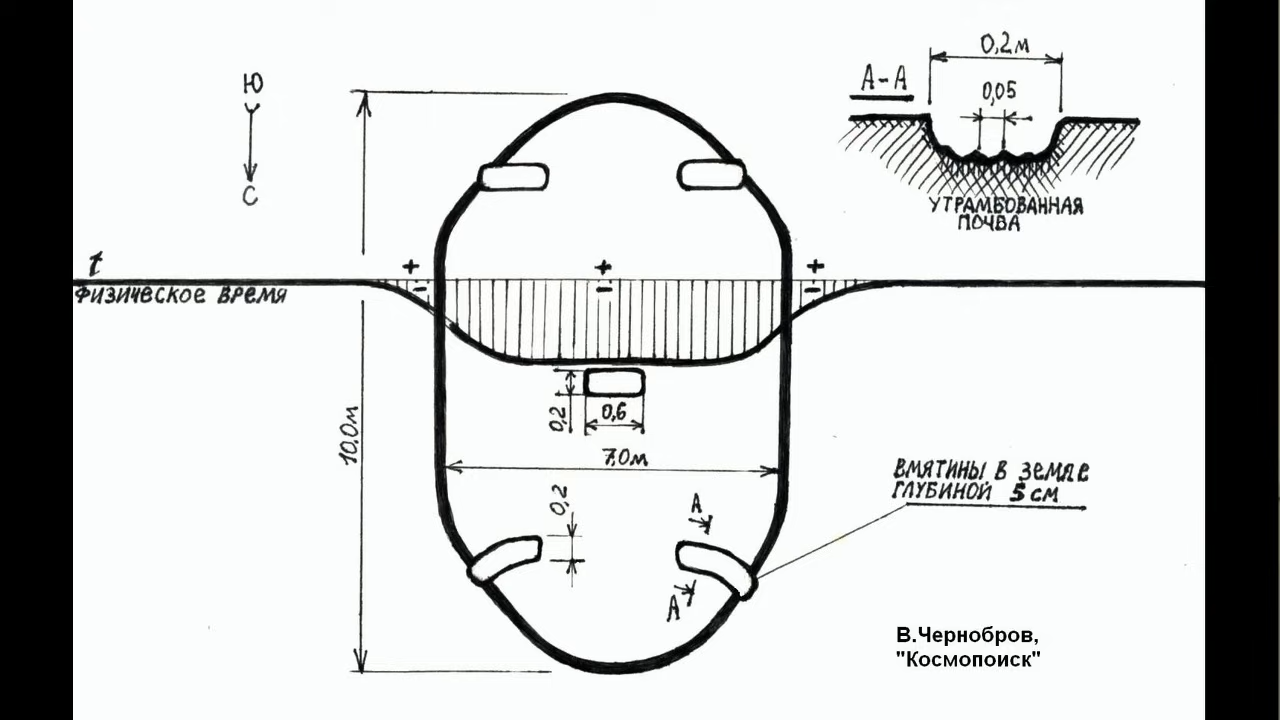 Ю
С
А-А
0,2м
0,05
УТРАМБОВАННАЯ
ПОЧВА
t
ФИЗИЧЕСКОЕ ВРЕМЯ
+
-
+
-
+
-
10,0м
0,2
0,6
7,0м
0,2
А
А
ВМЯТИНЫ В ЗЕМЛЕ
ГЛУБИНОЙ 5 СМ
В.Чернобров,
"Космопоиск"